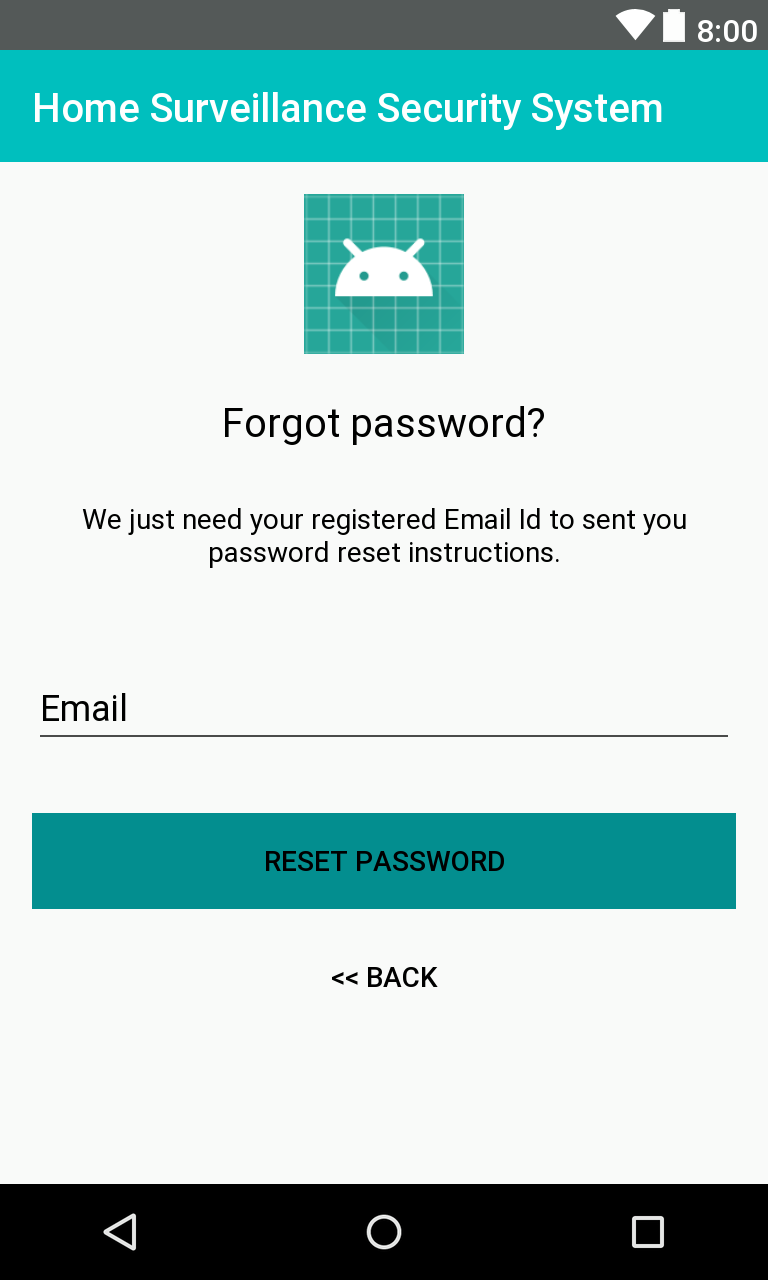 8:00
Home Surveillance Security System
Forgot password?
We just need your registered Email Id to sent you
password reset instructions.
Email
RESET PASSWORD
<< BACK